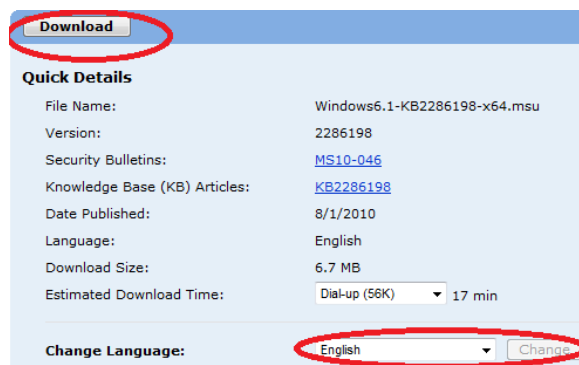 Download
Quick Details
File Name: Windows6.1-KB2286198-x64.msu
Version: 2286198
Security Bulletins: MS10-046
Knowledge Base (KB) Articles: KB2286198
Date Published: 8/1/2010
Language: English
Download Size: 6.7 MB
Estimated Download Time: Dial-up (56K) 17 min
Change Language: English Change